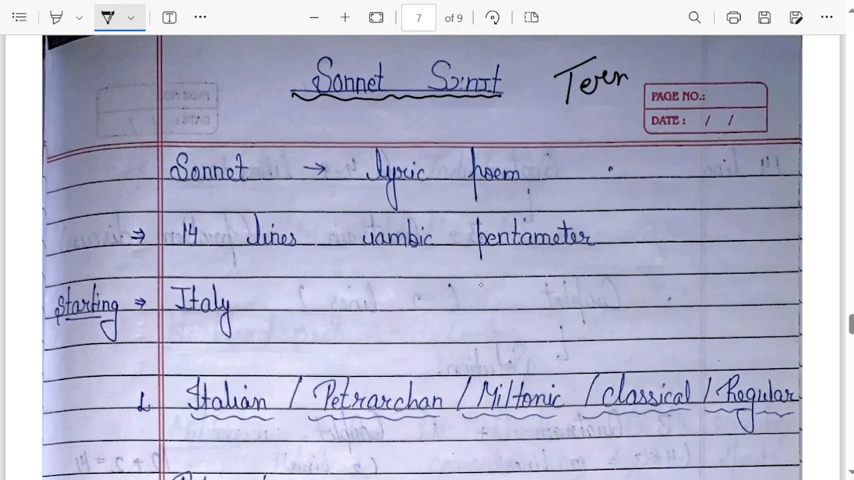 7 of 9
Sonnet Sonnet Term
PAGE NO.:
DATE: / /
Sonnet → lyric poem
⇒ 14 lines iambic pentameter
Starting ⇒ Italy
Italian / Petrarchan / Miltonic / classical / Regular